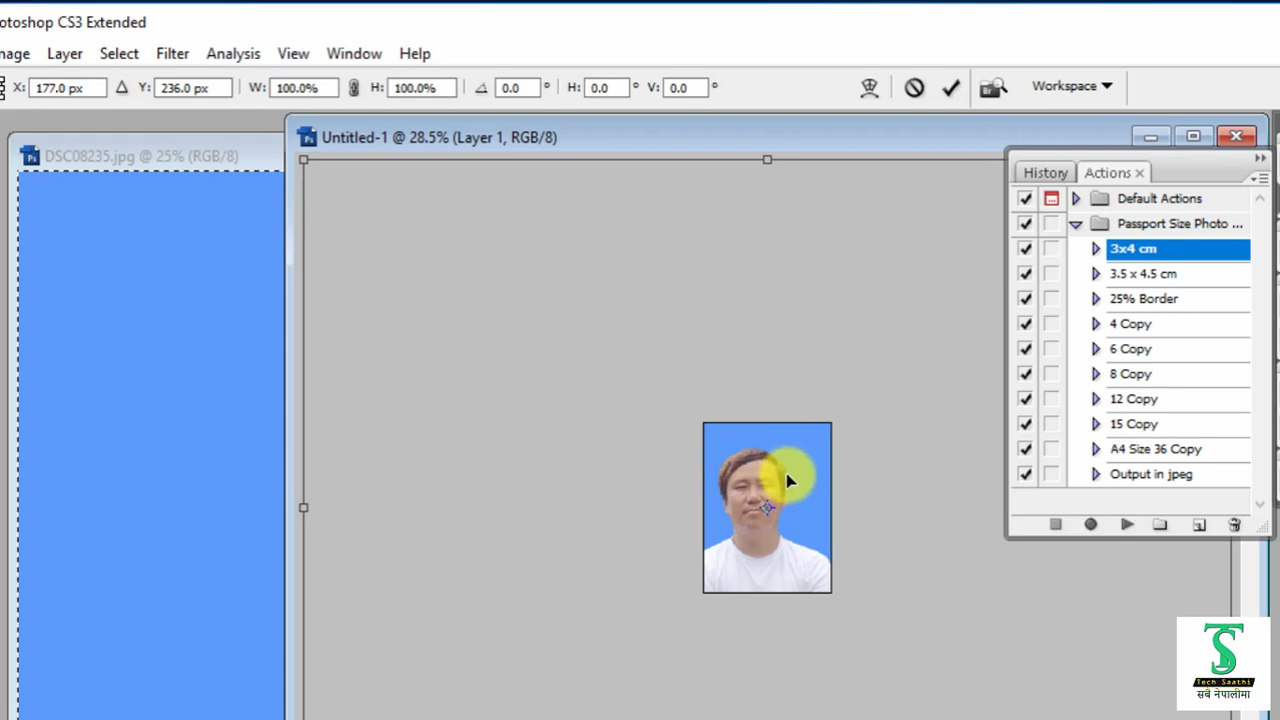 otoshop CS3 Extended
mage Layer Select Filter Analysis View Window Help
X: 177.0 px Y: 236.0 px W: 100.0% H: 100.0% 0.0 ° H: 0.0 ° V: 0.0 ° Workspace
DSC08235.jpg @ 25% (RGB/8)
Untitled-1 @ 28.5% (Layer 1, RGB/8)
History Actions
Default Actions
Passport Size Photo ...
3x4 cm
3.5 x 4.5 cm
25% Border
4 Copy
6 Copy
8 Copy
12 Copy
15 Copy
A4 Size 36 Copy
Output in jpeg
TS
Tech Saathi
सबै नेपालीमा